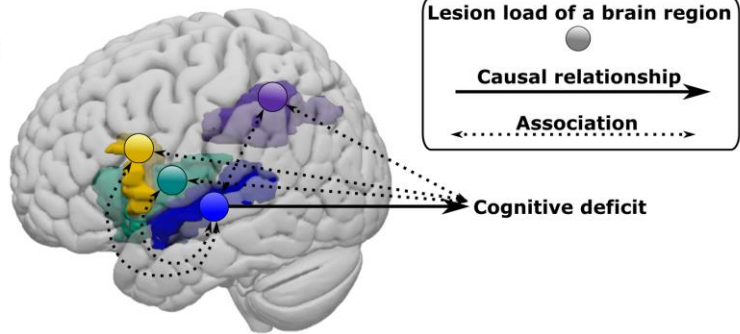 Lesion load of a brain region
Causal relationship
Association
Cognitive deficit